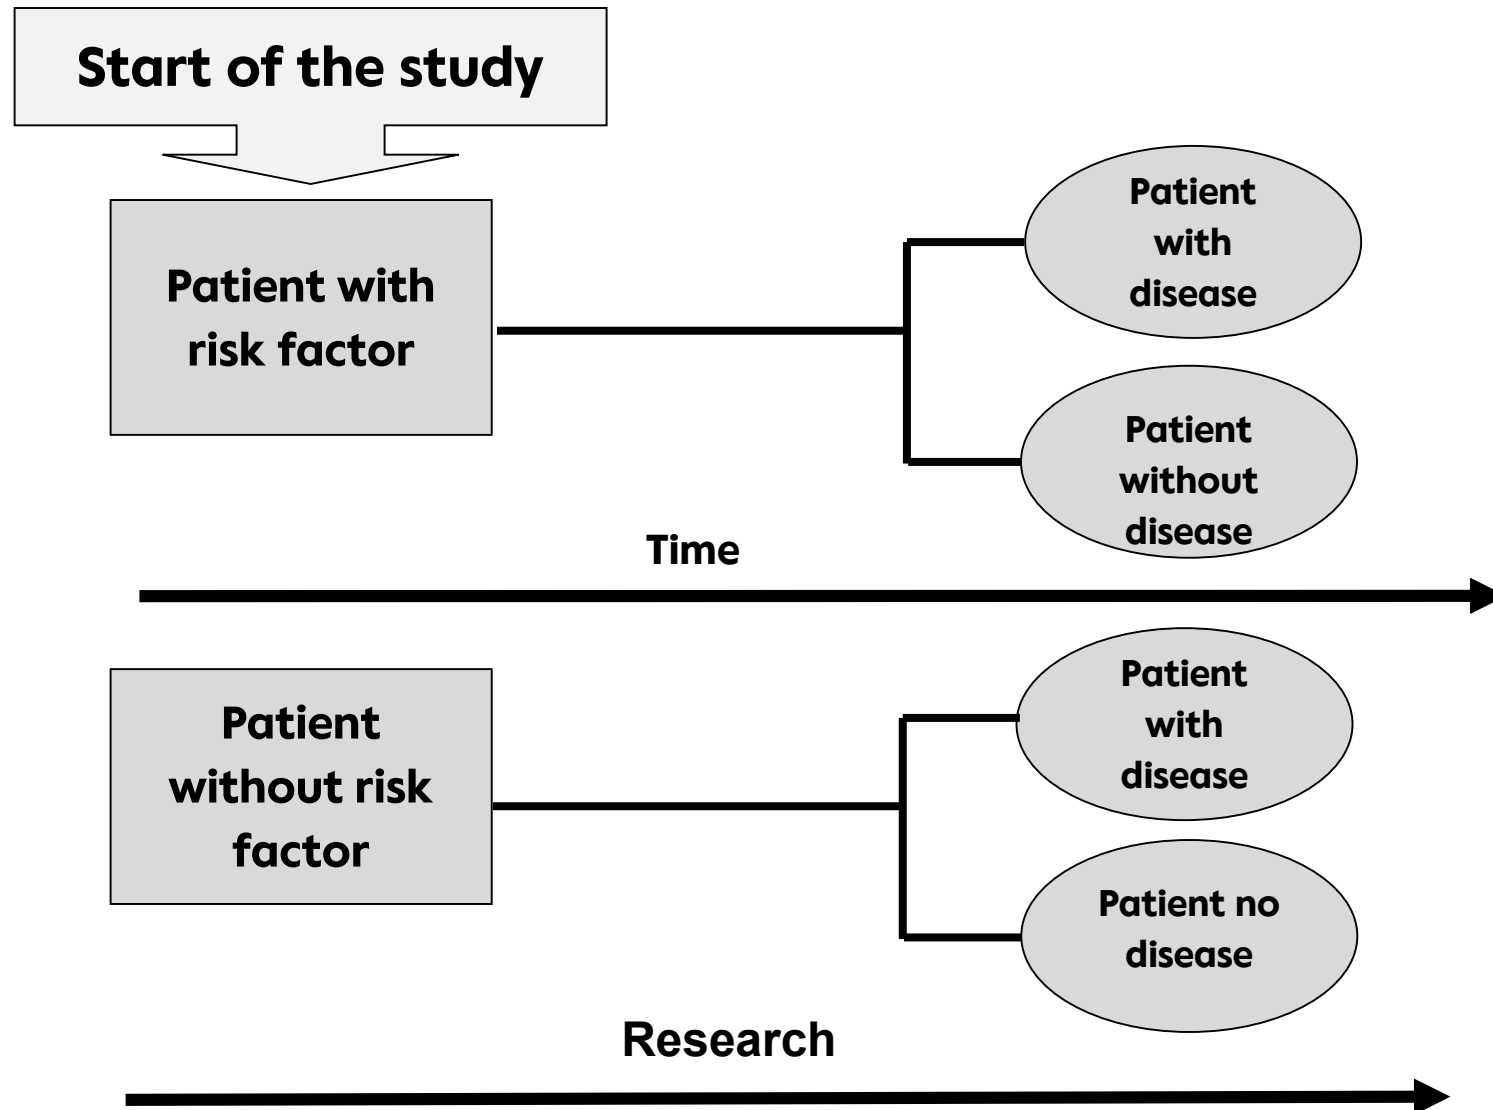 Start of the study
Patient with
risk factor
Patient
with
disease
Patient
without
disease
Time
Patient
without risk
factor
Patient
with
disease
Patient no
disease
Research